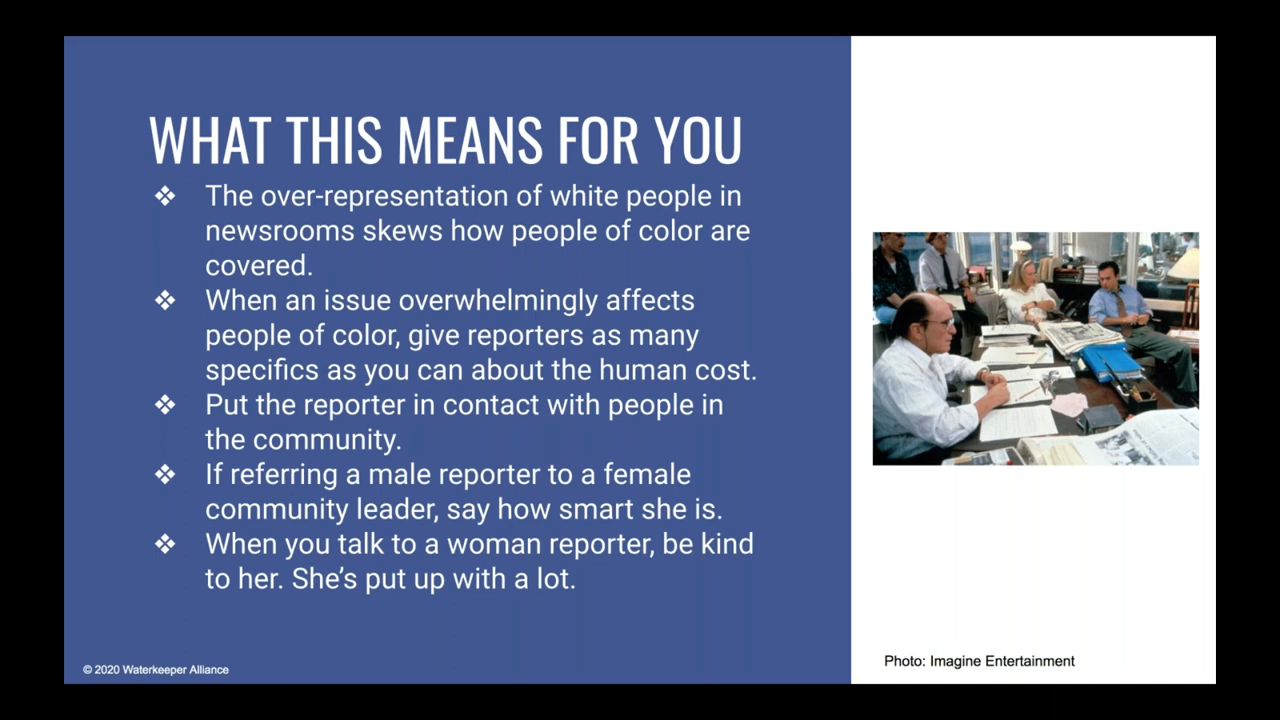 WHAT THIS MEANS FOR YOU
❖ The over-representation of white people in
newsrooms skews how people of color are
covered.
❖ When an issue overwhelmingly affects
people of color, give reporters as many
specifics as you can about the human cost.
❖ Put the reporter in contact with people in
the community.
❖ If referring a male reporter to a female
community leader, say how smart she is.
❖ When you talk to a woman reporter, be kind
to her. She’s put up with a lot.
© 2020 Waterkeeper Alliance
Photo: Imagine Entertainment